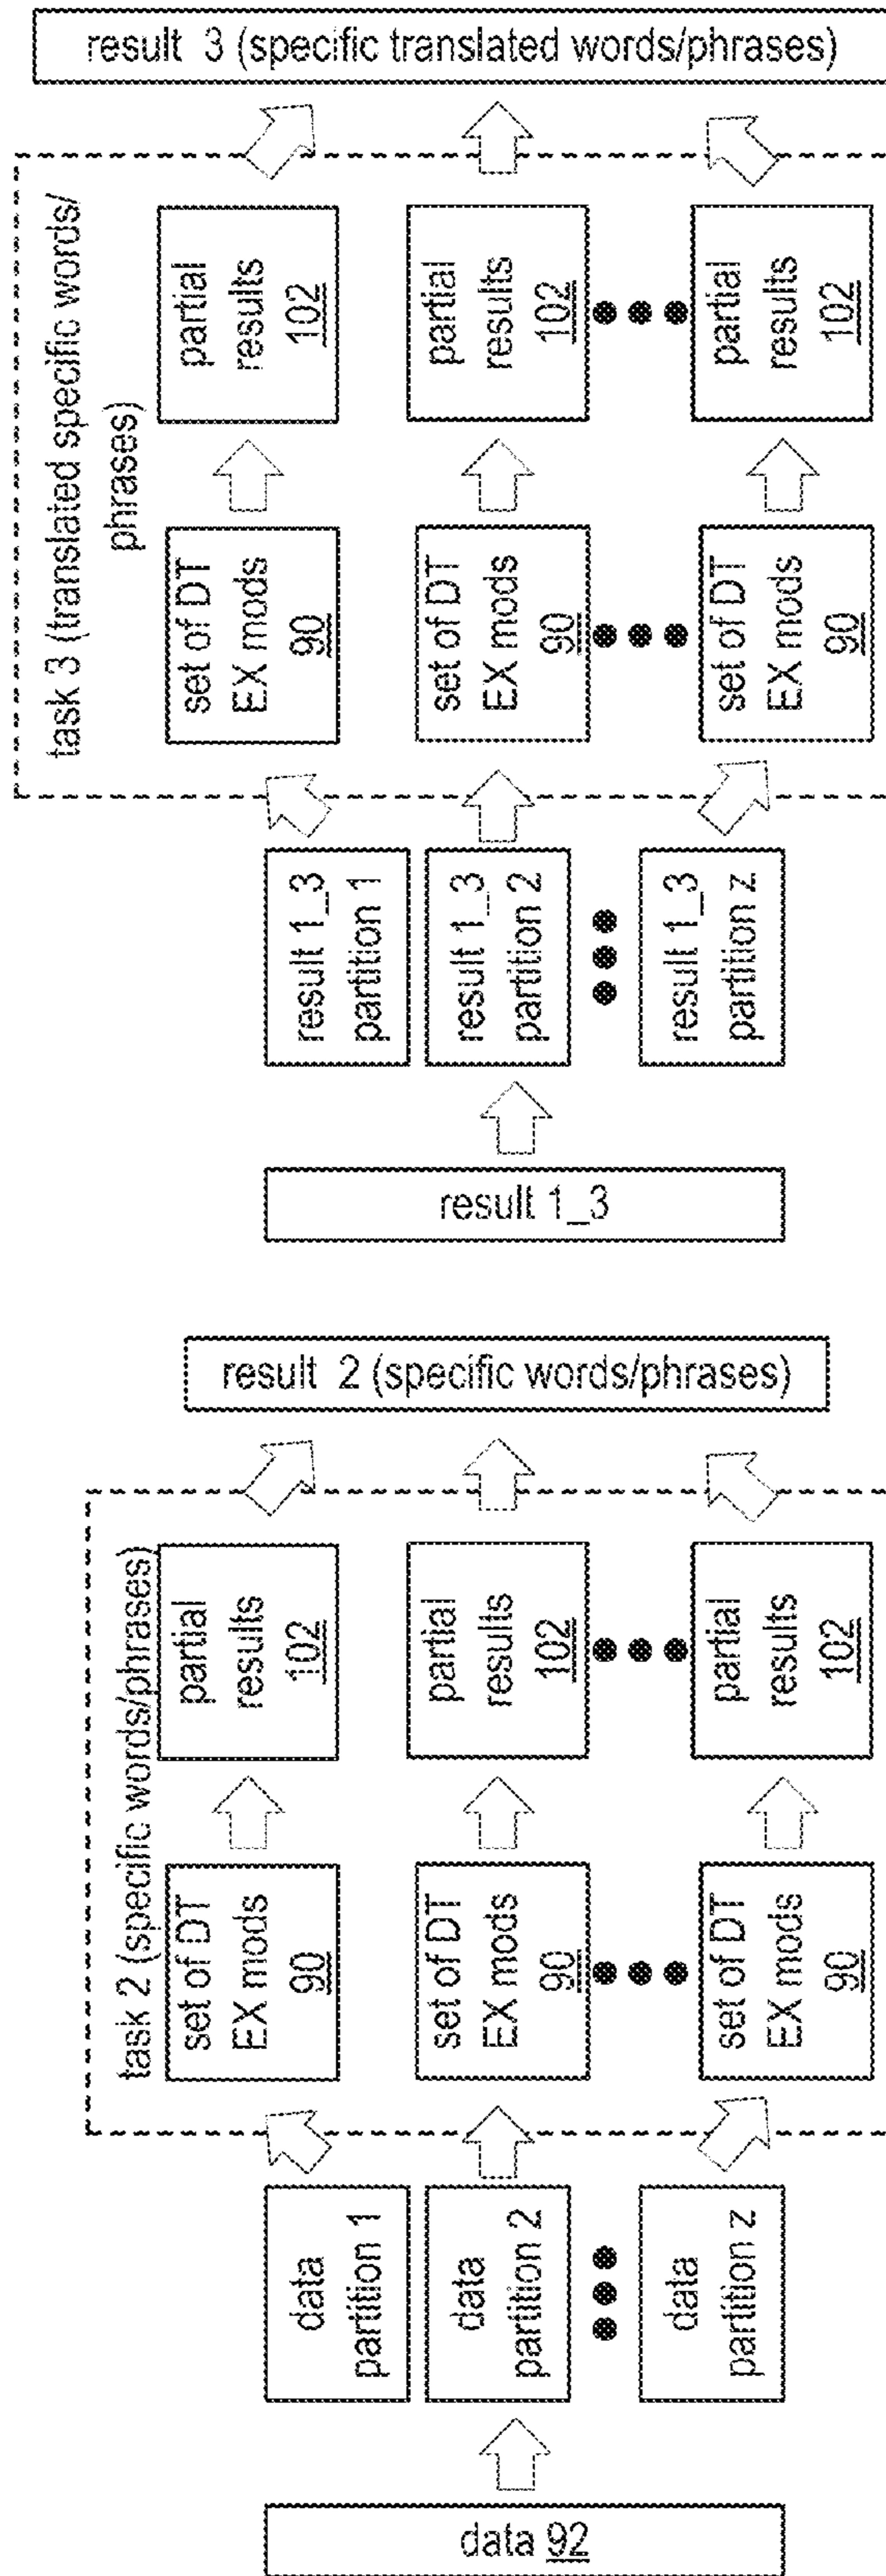 task 2 (specific words/phrases)
data 92
data
partition 1
data
partition 2
data
partition z
set of DT
EX mods
90
set of DT
EX mods
90
set of DT
EX mods
90
partial
results
102
partial
results
102
partial
results
102
result 2 (specific words/phrases)
task 3 (translated specific words/
phrases)
result 1_3
result 1_3
partition 1
result 1_3
partition 2
result 1_3
partition z
set of DT
EX mods
90
set of DT
EX mods
90
set of DT
EX mods
90
partial
results
102
partial
results
102
partial
results
102
result 3 (specific translated words/phrases)